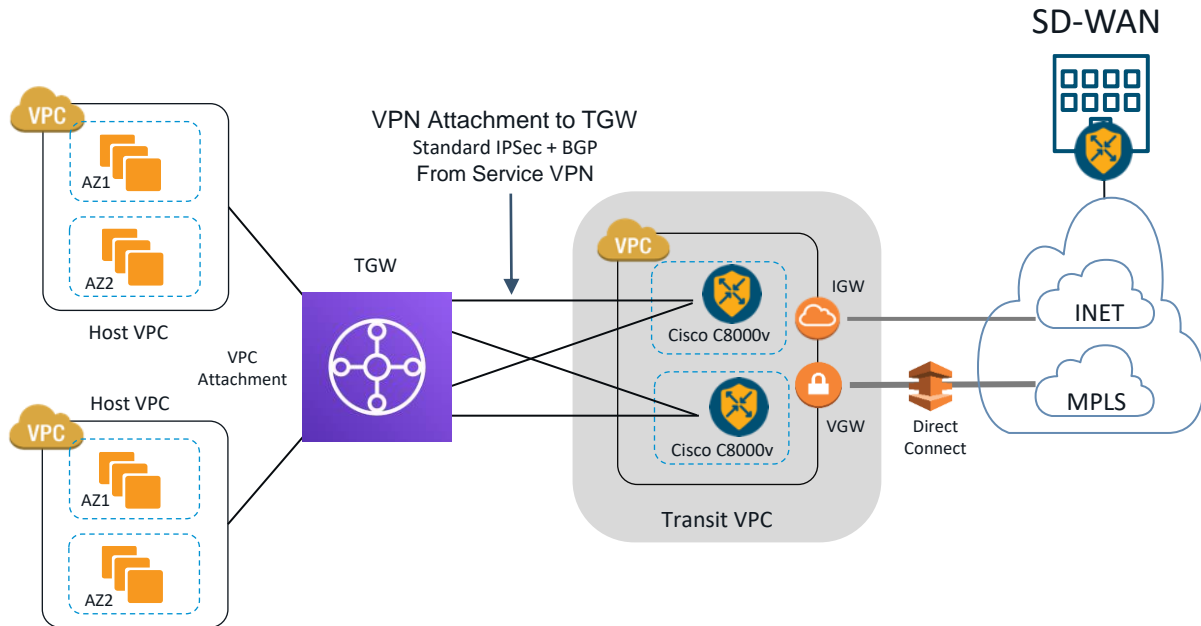 SD-WAN
VPC
AZ1
AZ2
Host VPC
VPC
Attachment
Host VPC
VPC
AZ1
AZ2
TGW
VPN Attachment to TGW
Standard IPSec + BGP
From Service VPN
VPC
Cisco C8000v
Cisco C8000v
Transit VPC
IGW
VGW
Direct
Connect
INET
MPLS